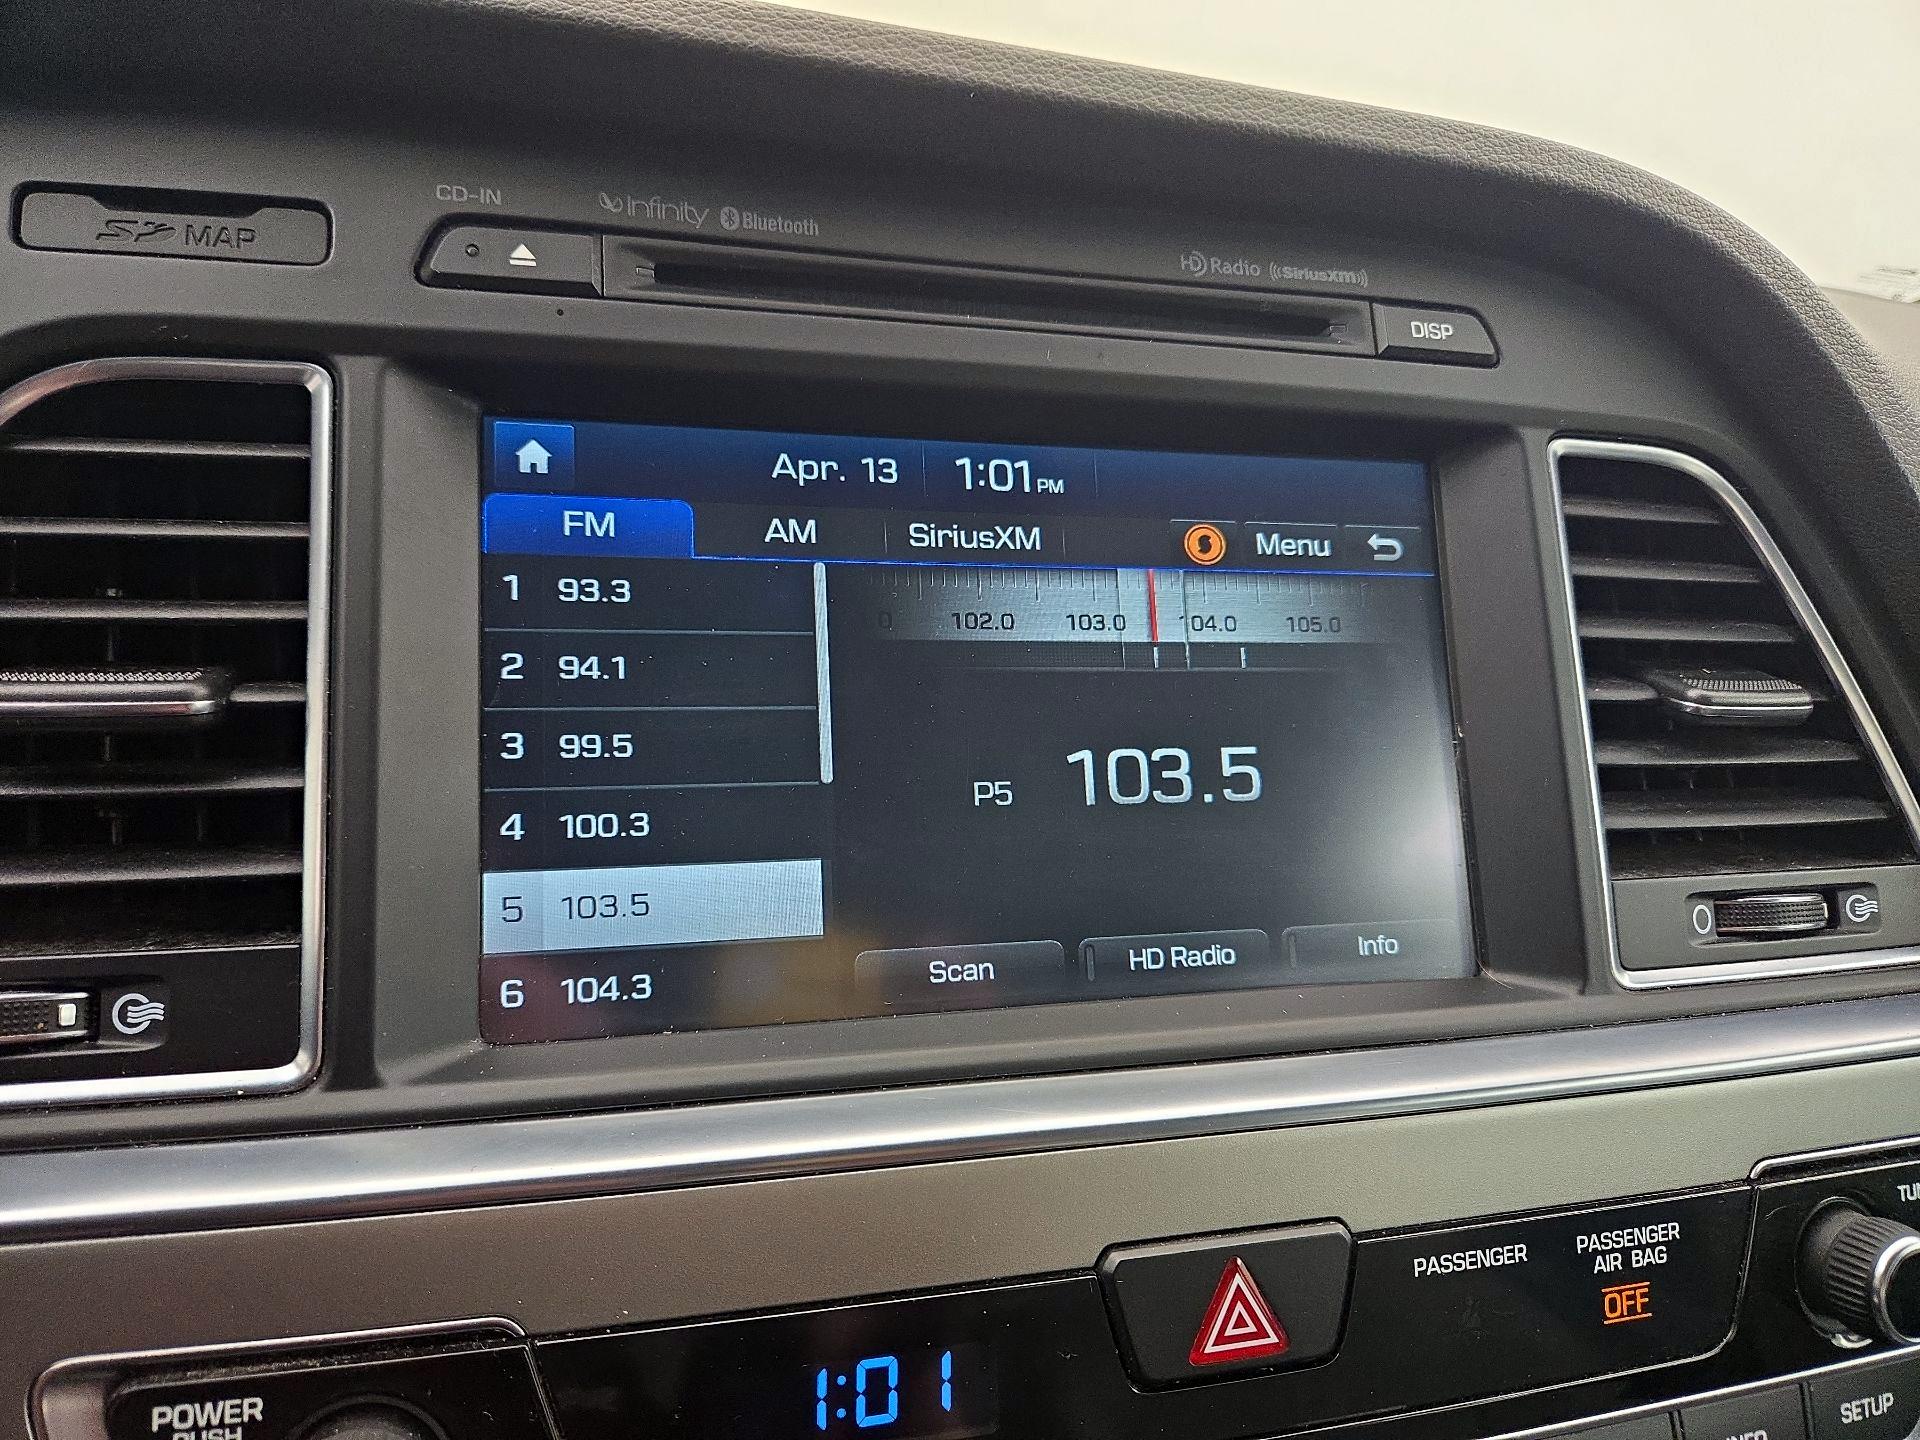 SD MAP
CD-IN
Infinity Bluetooth
HD Radio ((SiriusXM))
DISP
Apr. 13 1:01 PM
FM AM SiriusXM Menu
1 93.3
2 94.1
3 99.5
4 100.3
5 103.5
6 104.3
0 102.0 103.0 104.0 105.0
P5 103.5
Scan HD Radio Info
PASSENGER
PASSENGER
AIR BAG
OFF
1:01
POWER
PUSH
SETUP